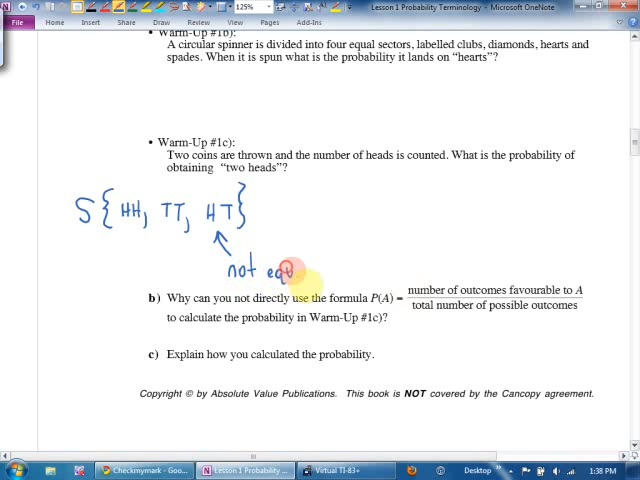 Lesson 1 Probability Terminology - Microsoft OneNote
125%
File Home Insert Share Draw Review View Page Setup Add-Ins
• Warm-Up #1b)
A circular spinner is divided into four equal sectors, labelled clubs, diamonds, hearts and
spades. When it is spun what is the probability it lands on “hearts”?
• Warm-Up #1c):
Two coins are thrown and the number of heads is counted. What is the probability of
obtaining “two heads”?
S{ HH, TT, HT}
not equ
b) Why can you not directly use the formula P(A) = number of outcomes favourable to A
total number of possible outcomes
to calculate the probability in Warm-Up #1c)?
c) Explain how you calculated the probability.
Copyright © by Absolute Value Publications. This book is NOT covered by the Cancopy agreement.
Checkmymark - Goo... Lesson 1 Probability ... Virtual TI-83+ Desktop » 1:38 PM